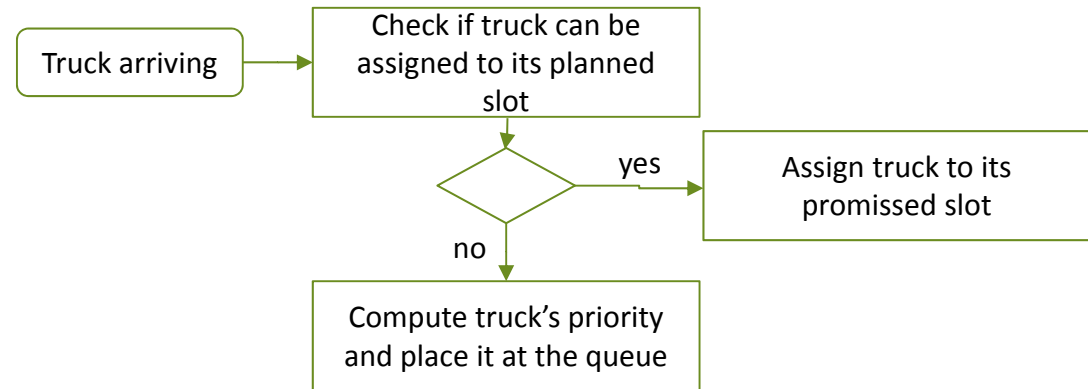 Truck arriving
Check if truck can be
assigned to its planned
slot
yes
Assign truck to its
promissed slot
no
Compute truck’s priority
and place it at the queue